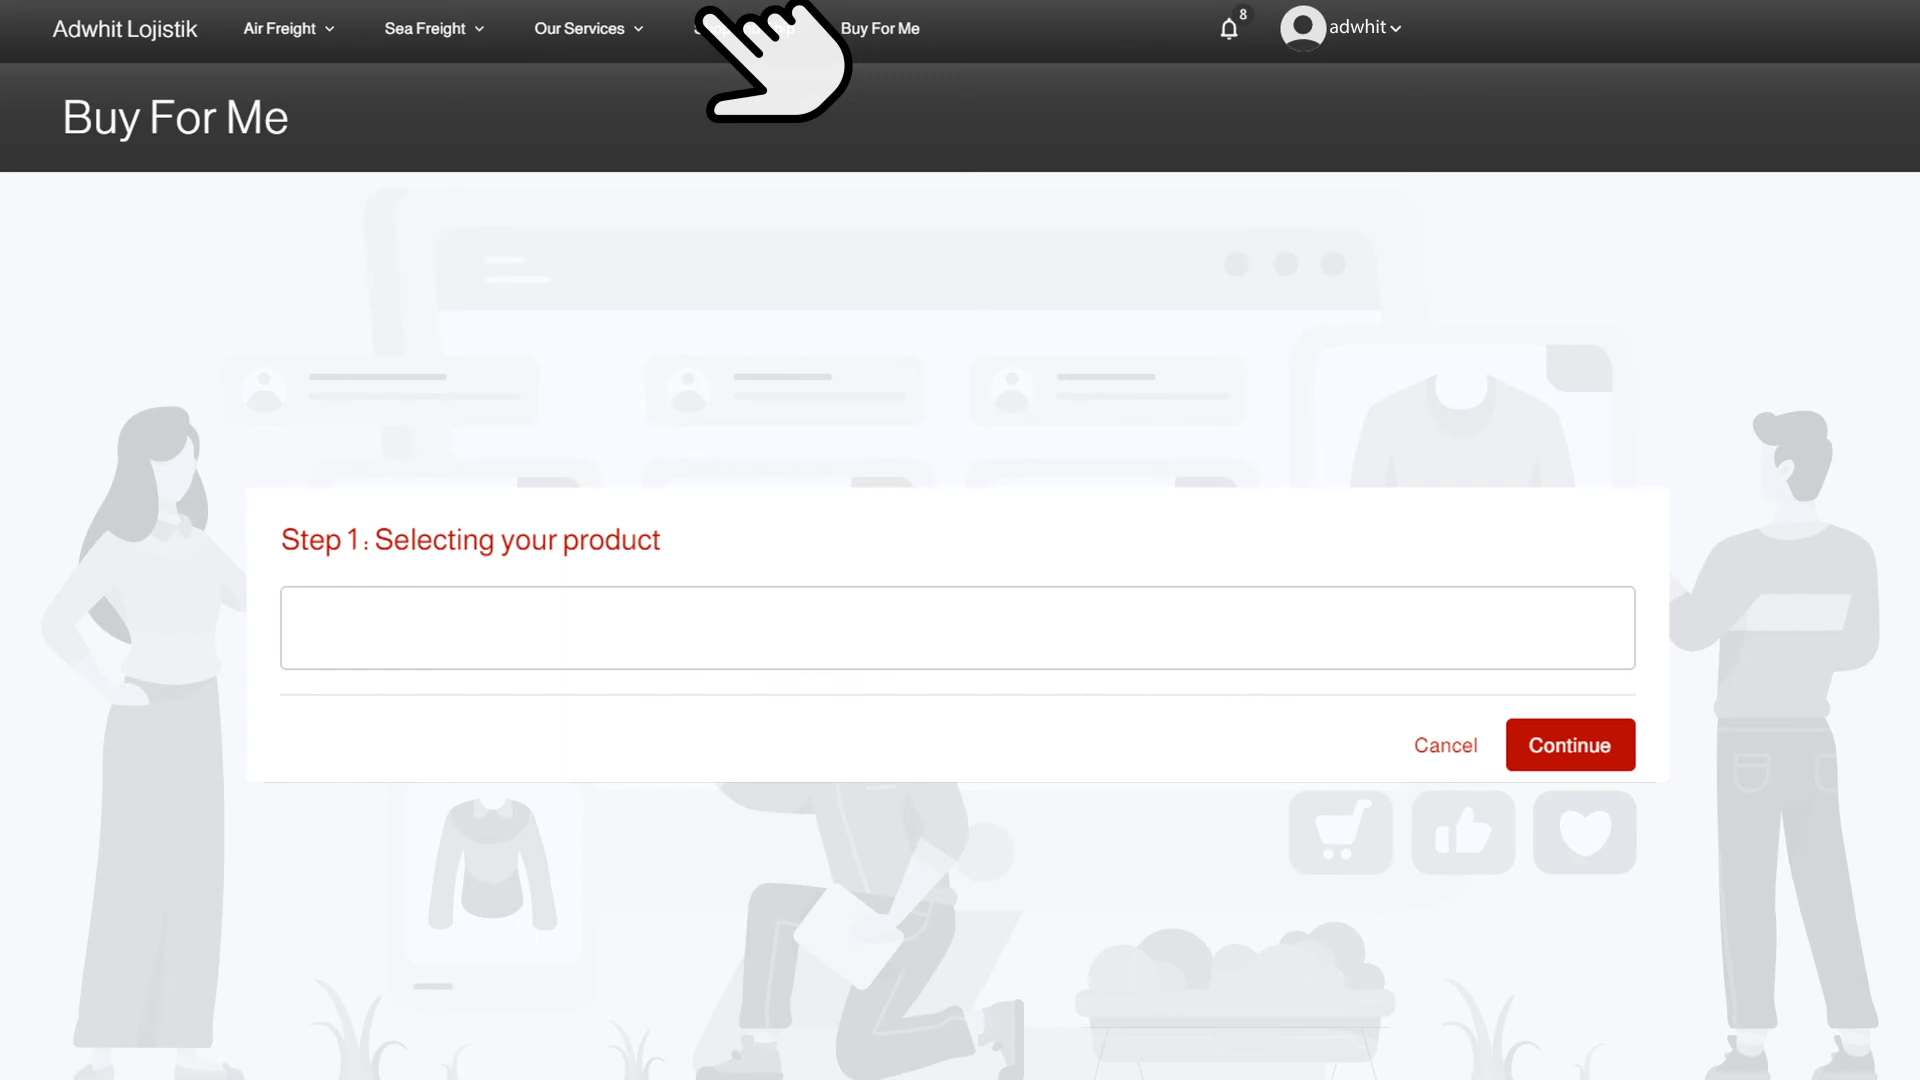 Adwhit Lojistik
Air Freight
Sea Freight
Our Services
Buy For Me
8
adwhit
Buy For Me
Step 1: Selecting your product
Cancel
Continue